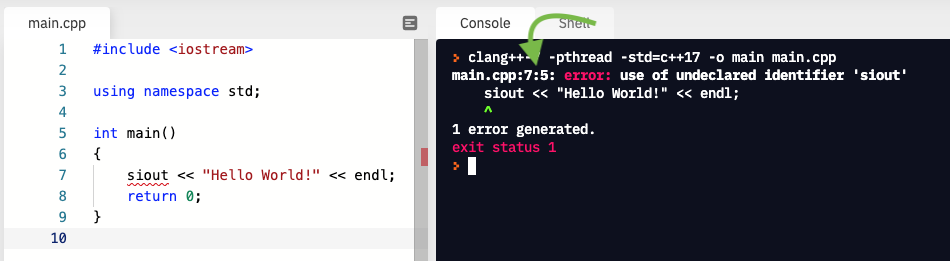 main.cpp
1 #include <iostream>
2
3 using namespace std;
4
5 int main()
6 {
7 siout << "Hello World!" << endl;
8 return 0;
9 }
10
Console
Shell
> clang++- -pthread -std=c++17 -o main main.cpp
main.cpp:7:5: error: use of undeclared identifier 'siout'
siout << "Hello World!" << endl;
^
1 error generated.
exit status 1
>